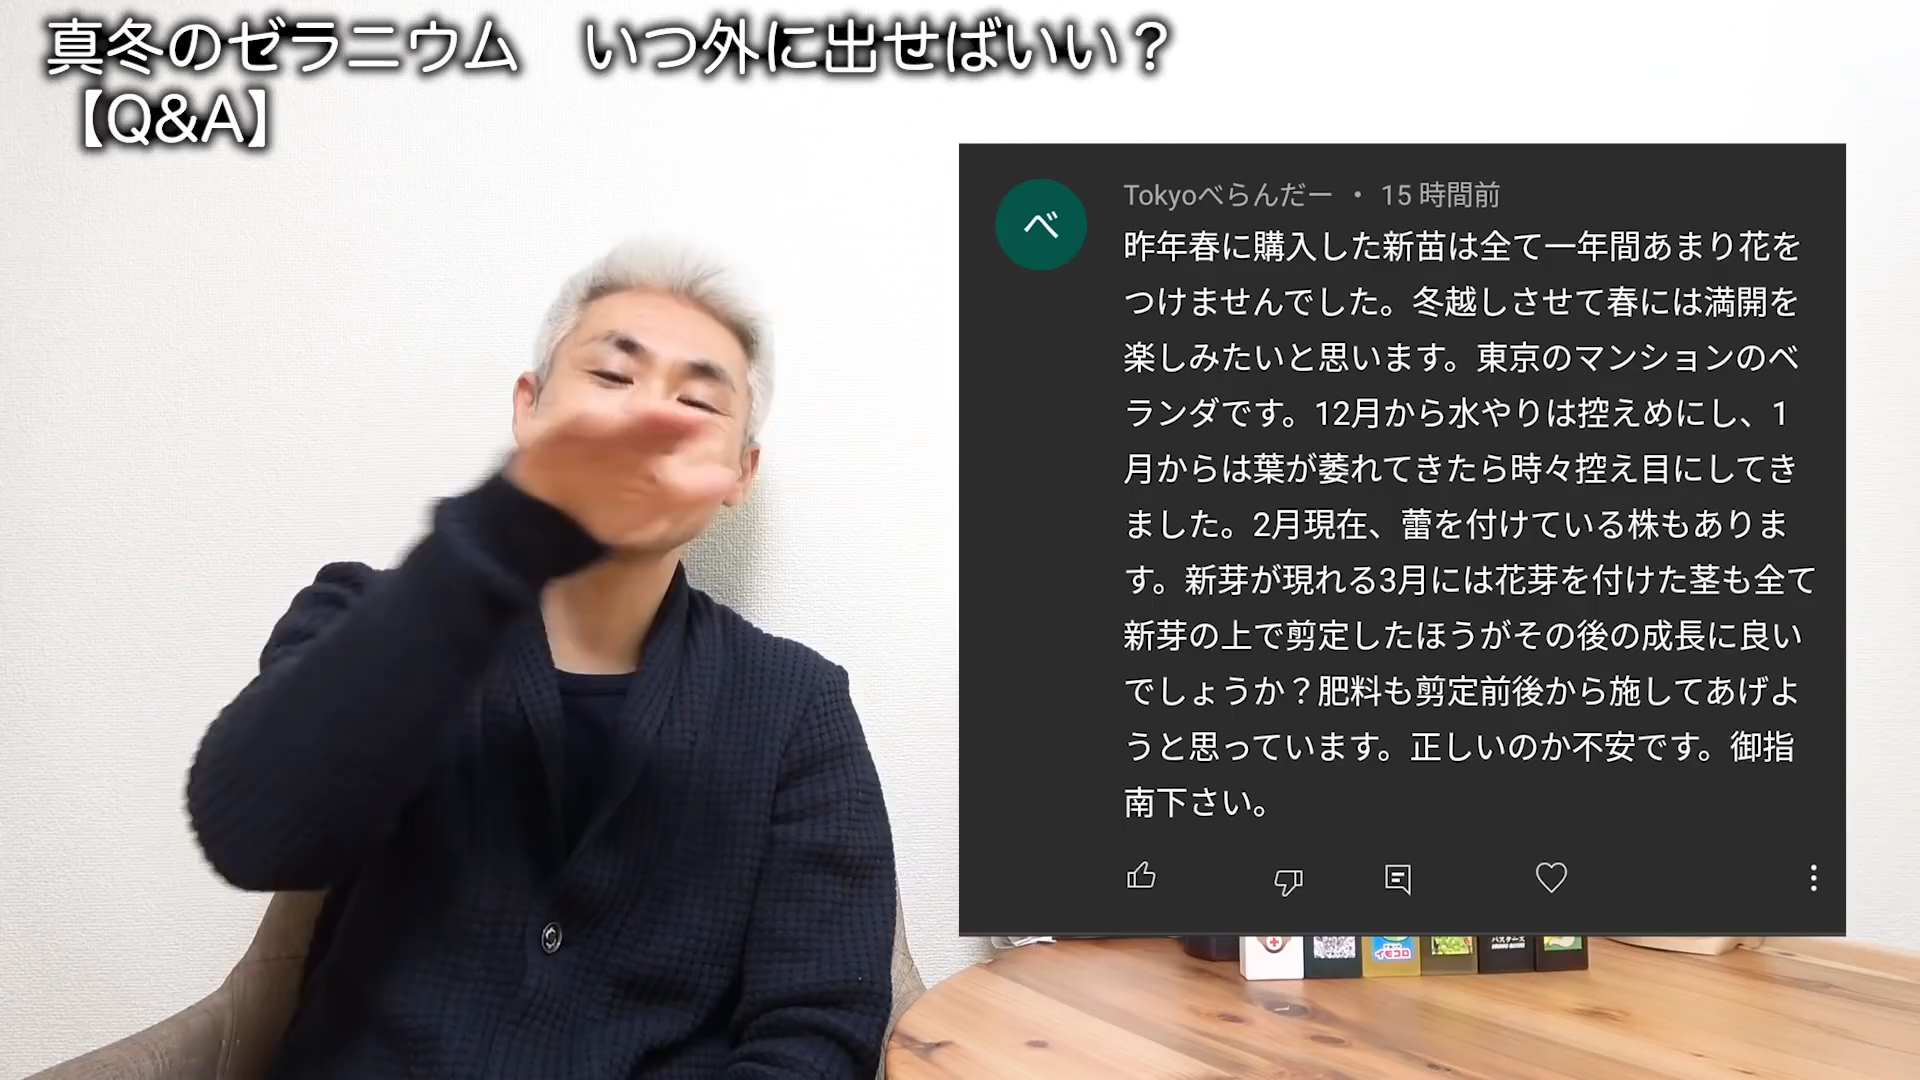 真冬のゼラニウム　いつ外に出せばいい？
【Q&A】
べ
Tokyoべらんだー ・ 15 時間前
昨年春に購入した新苗は全て一年間あまり花を
つけませんでした。冬越しさせて春には満開を
楽しみたいと思います。東京のマンションのベ
ランダです。12月から水やりは控えめにし、1
月からは葉が萎れてきたら時々控え目にしてき
ました。2月現在、蕾を付けている株もありま
す。新芽が現れる3月には花芽を付けた茎も全て
新芽の上で剪定したほうがその後の成長に良い
でしょうか？肥料も剪定前後から施してあげよ
うと思っています。正しいのか不安です。御指
南下さい。
イモコロ
バスターズ